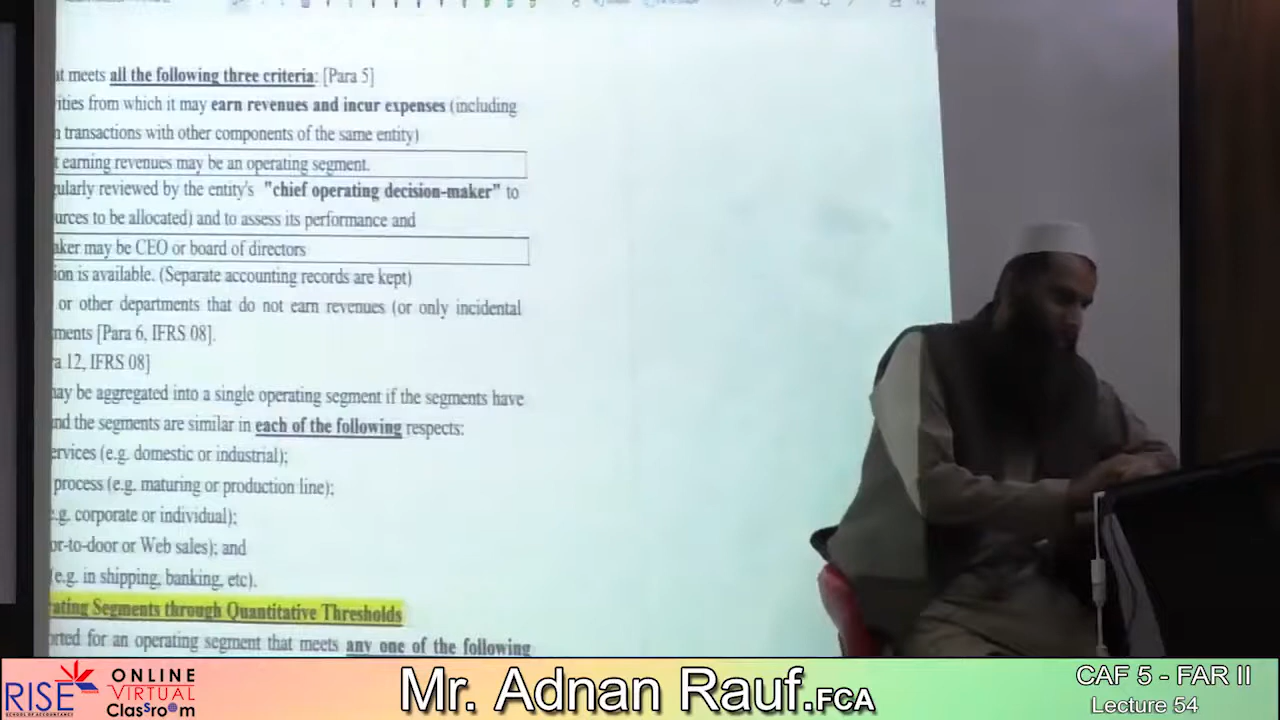 at meets all the following three criteria: [Para 5]
ities from which it may earn revenues and incur expenses (including
n transactions with other components of the same entity)
t earning revenues may be an operating segment.
gularly reviewed by the entity's "chief operating decision-maker" to
urces to be allocated) and to assess its performance and
aker may be CEO or board of directors
ion is available. (Separate accounting records are kept)
or other departments that do not earn revenues (or only incidental
ments [Para 6, IFRS 08].
a 12, IFRS 08]
nay be aggregated into a single operating segment if the segments have
nd the segments are similar in each of the following respects:
ervices (e.g. domestic or industrial);
process (e.g. maturing or production line);
e.g. corporate or individual);
or-to-door or Web sales); and
(e.g. in shipping, banking, etc).
ating Segments through Quantitative Thresholds
orted for an operating segment that meets any one of the following
RISE
SCHOOL OF ACCOUNTANCY
ONLINE
VIRTUAL
Classroom
Mr. Adnan Rauf.FCA
CAF 5 - FAR II
Lecture 54